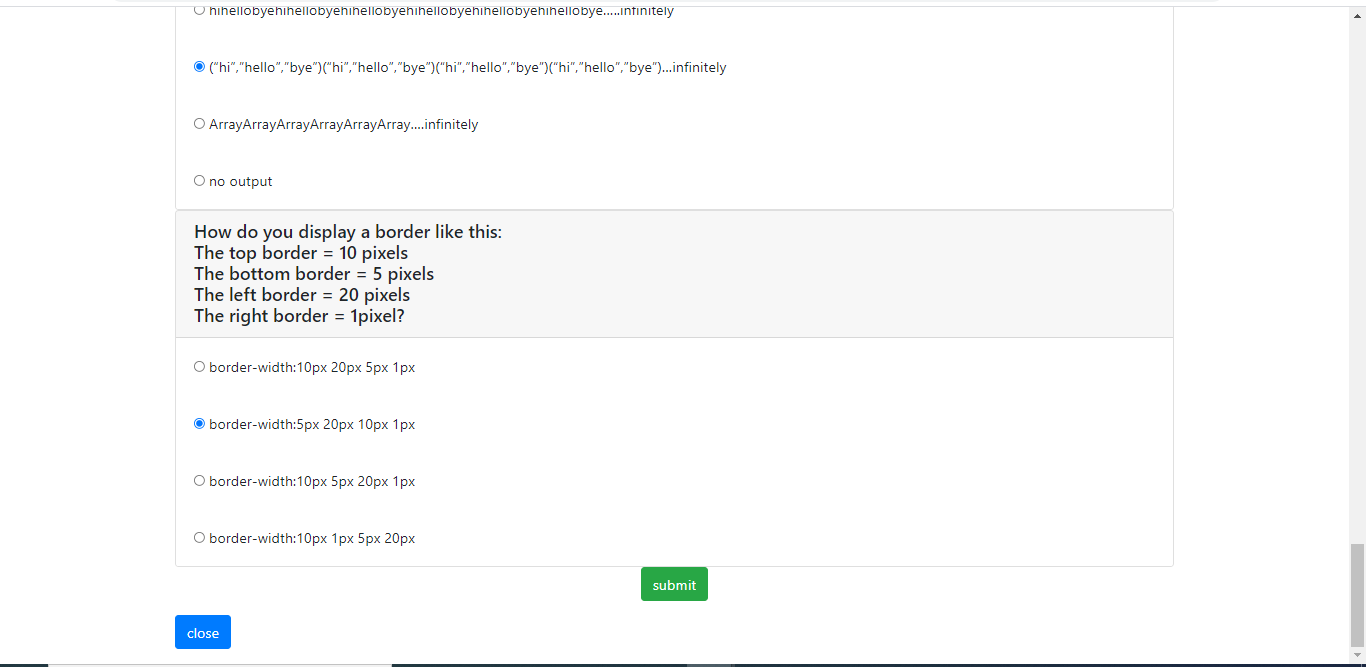 hihellobyehihellobyehihellobyehihellobyehihellobyehihellobye.....infinitely
("hi","hello","bye")("hi","hello","bye")("hi","hello","bye")("hi","hello","bye")...infinitely
ArrayArrayArrayArrayArrayArray....infinitely
no output
How do you display a border like this:
The top border = 10 pixels
The bottom border = 5 pixels
The left border = 20 pixels
The right border = 1pixel?
border-width:10px 20px 5px 1px
border-width:5px 20px 10px 1px
border-width:10px 5px 20px 1px
border-width:10px 1px 5px 20px
submit
close